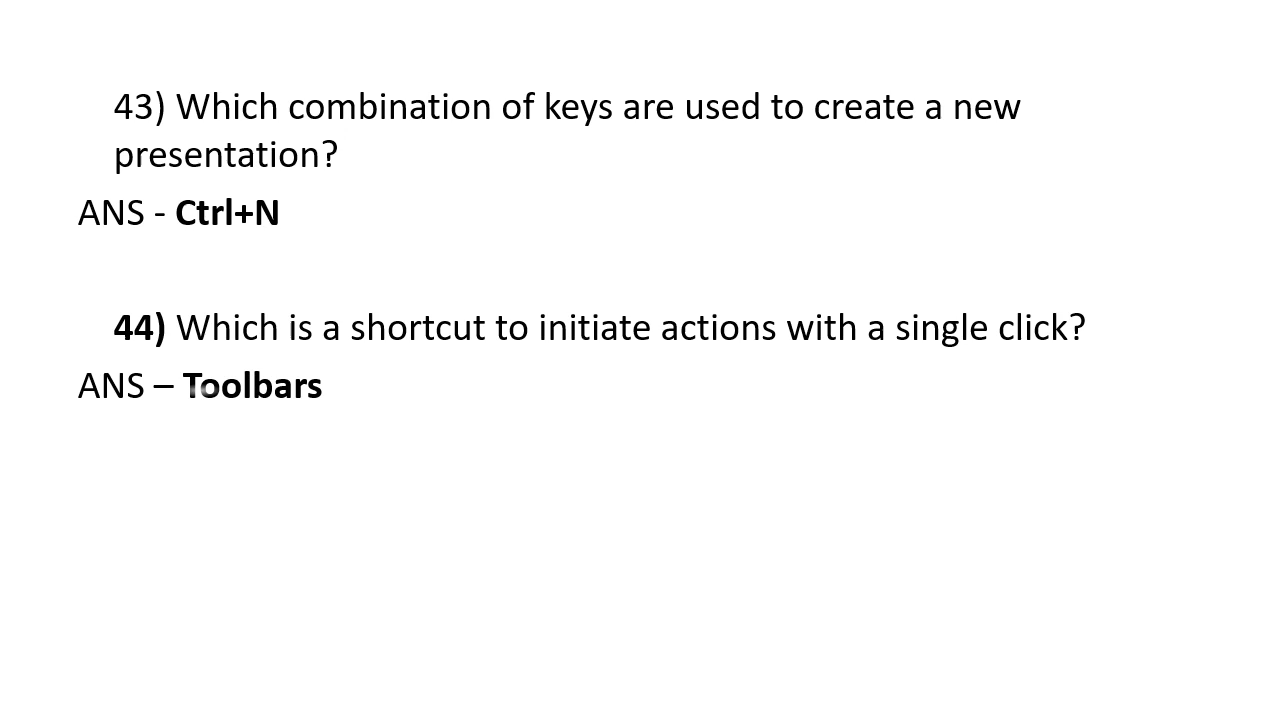 43) Which combination of keys are used to create a new
presentation?
ANS - Ctrl+N
44) Which is a shortcut to initiate actions with a single click?
ANS – Toolbars